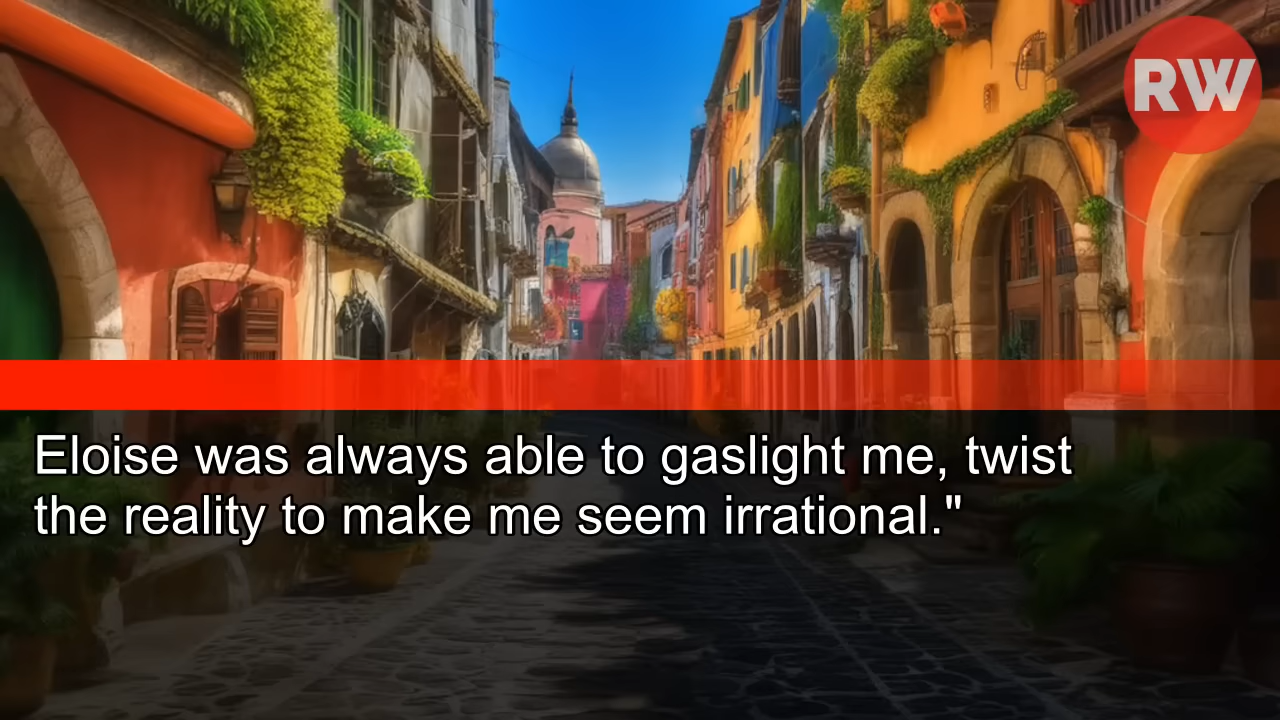 RW
Eloise was always able to gaslight me, twist
the reality to make me seem irrational."